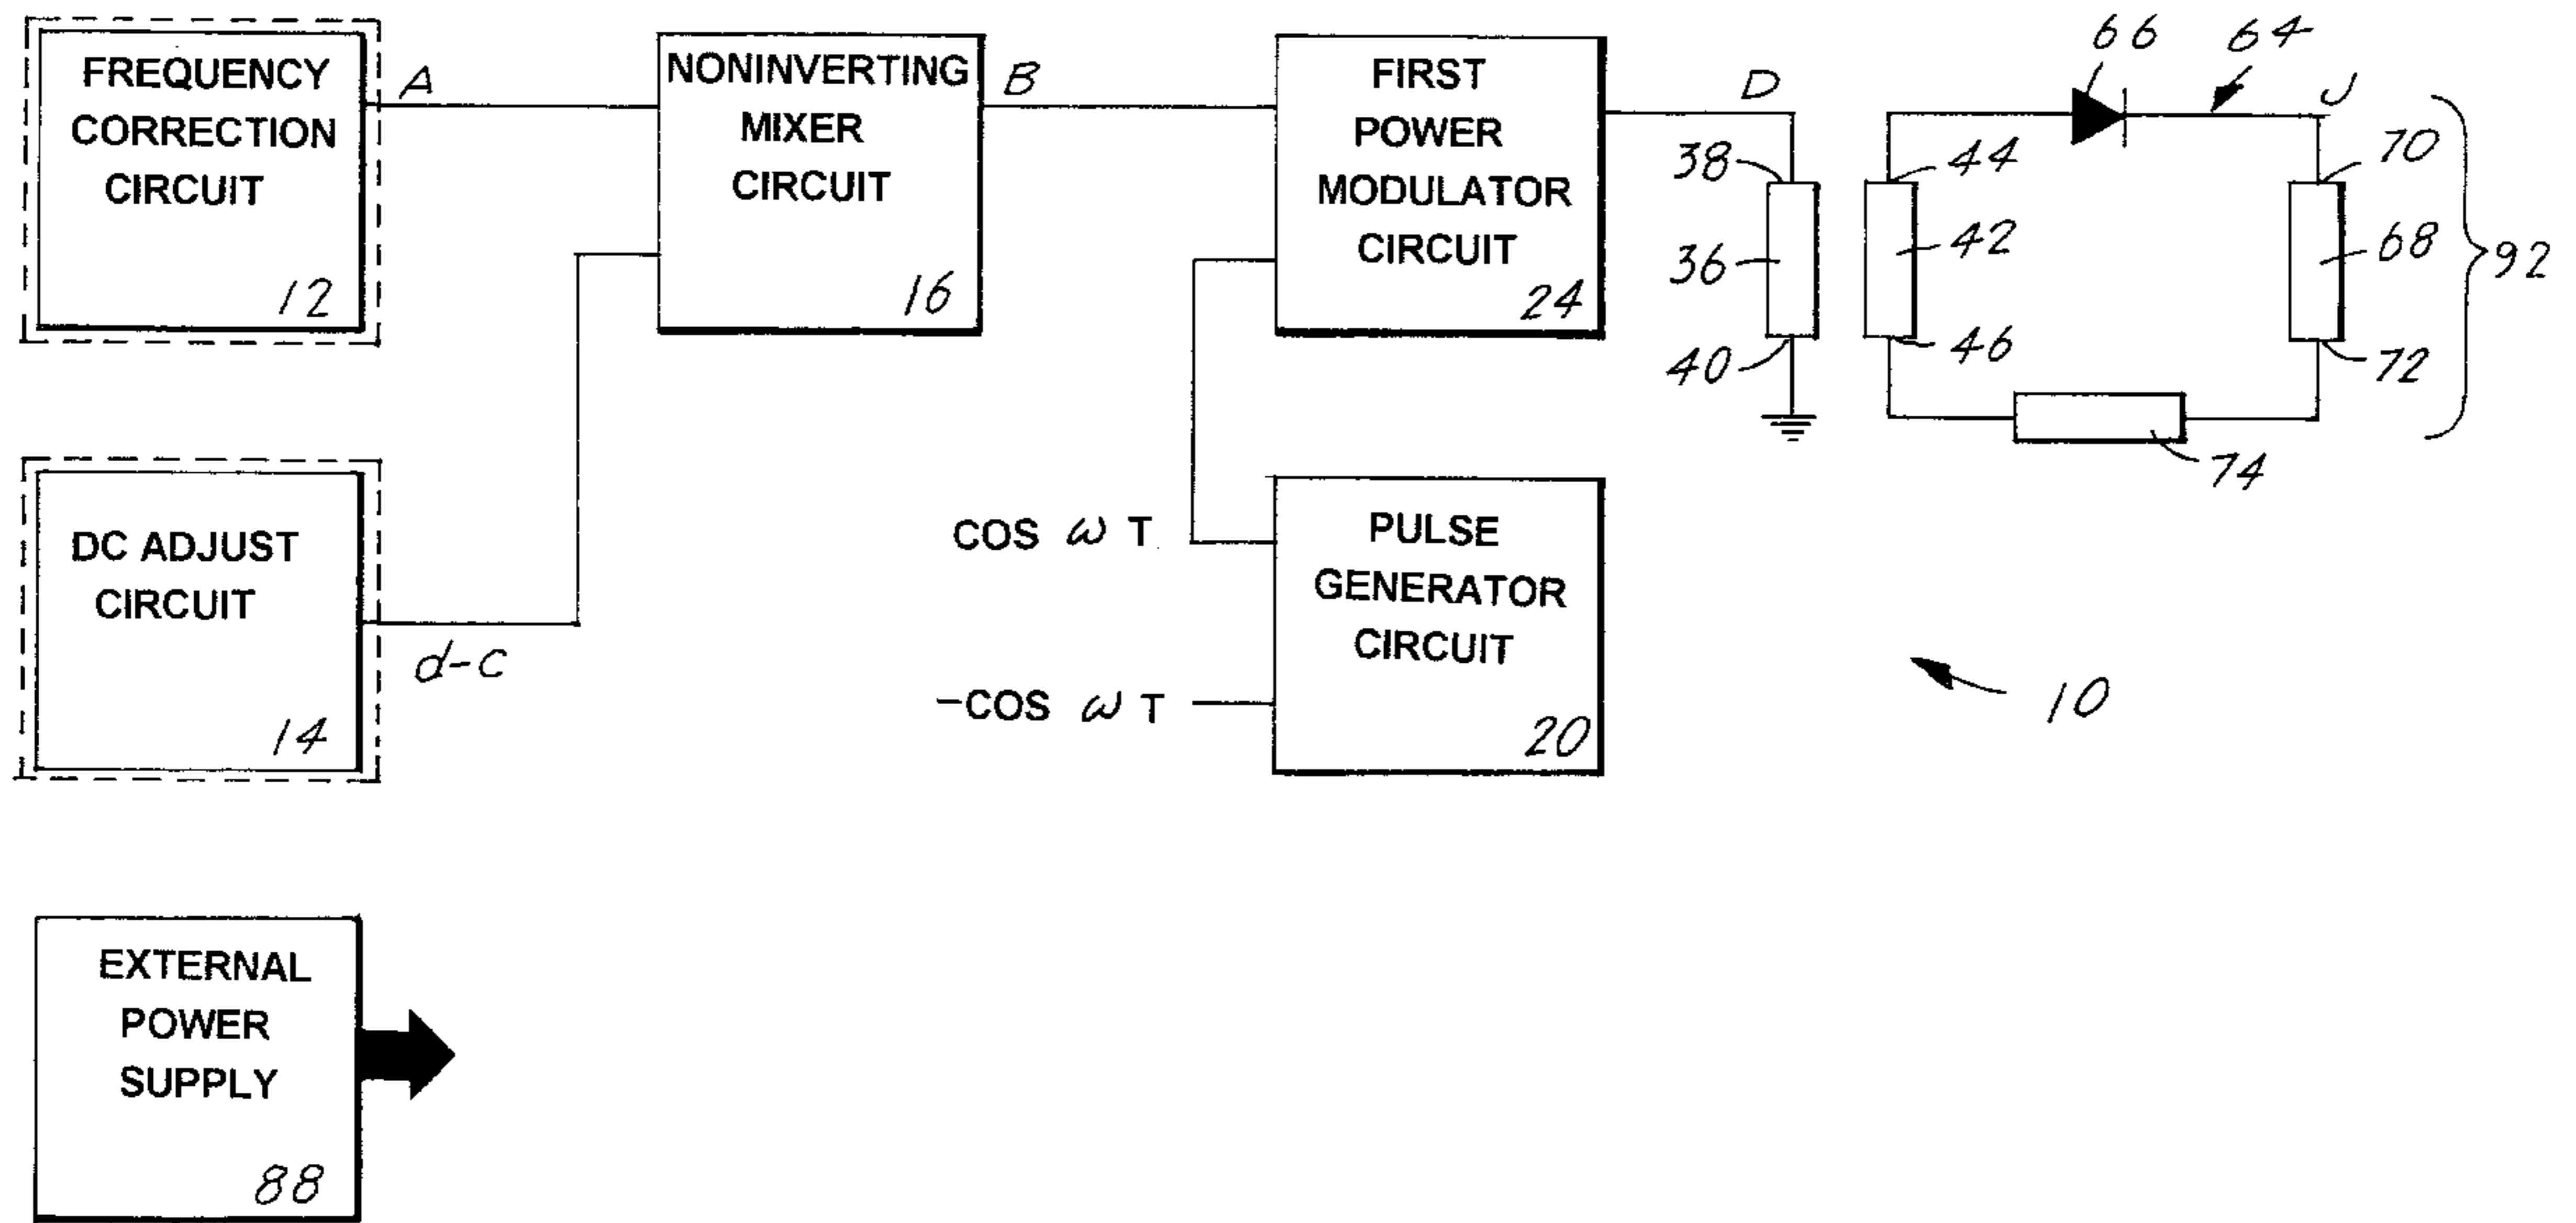 FREQUENCY
CORRECTION
CIRCUIT
12
A
NONINVERTING
MIXER
CIRCUIT
16
B
FIRST
POWER
MODULATOR
CIRCUIT
24
D
38
36
40
44
42
46
66
64
J
70
68
72
92
74
DC ADJUST
CIRCUIT
14
d-c
COS ω T
-COS ω T
PULSE
GENERATOR
CIRCUIT
20
10
EXTERNAL
POWER
SUPPLY
88